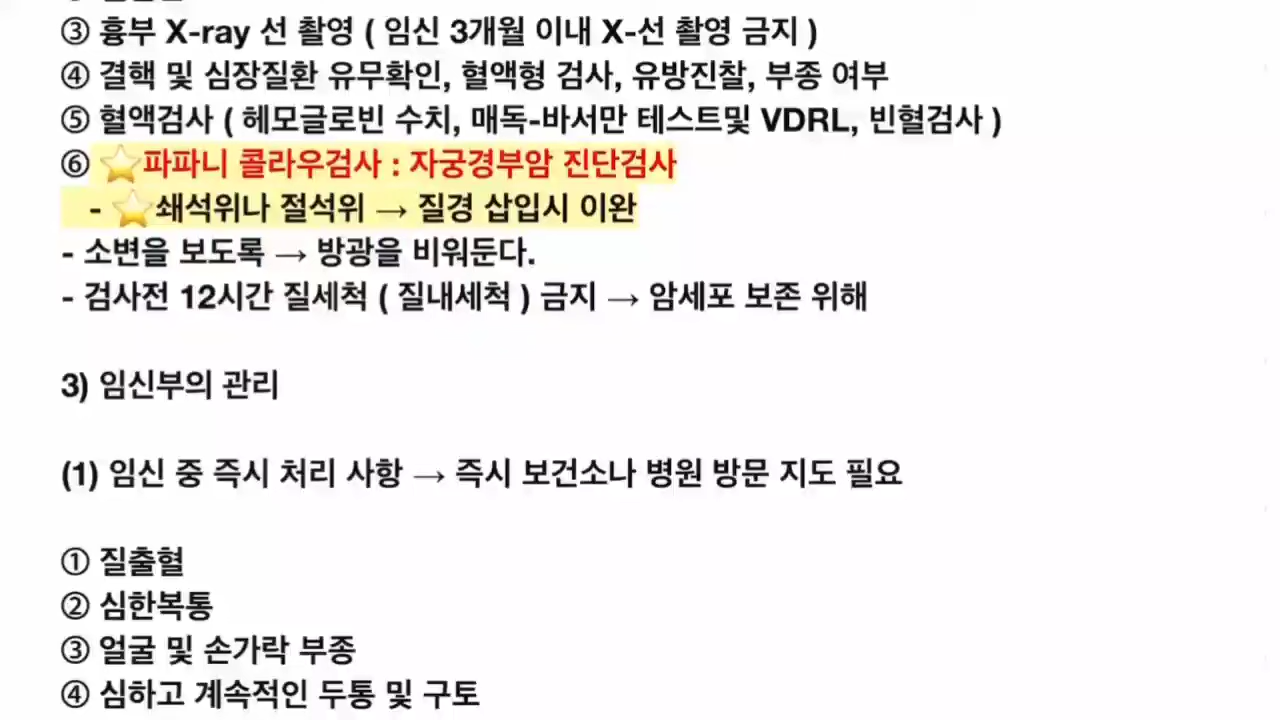 ③ 흉부 X-ray 선 촬영 ( 임신 3개월 이내 X-선 촬영 금지 )
④ 결핵 및 심장질환 유무확인, 혈액형 검사, 유방진찰, 부종 여부
⑤ 혈액검사 ( 헤모글로빈 수치, 매독-바서만 테스트및 VDRL, 빈혈검사 )
⑥ ⭐파파니 콜라우검사 : 자궁경부암 진단검사
- ⭐쇄석위나 절석위 → 질경 삽입시 이완
- 소변을 보도록 → 방광을 비워둔다.
- 검사전 12시간 질세척 ( 질내세척 ) 금지 → 암세포 보존 위해
3) 임신부의 관리
(1) 임신 중 즉시 처리 사항 → 즉시 보건소나 병원 방문 지도 필요
① 질출혈
② 심한복통
③ 얼굴 및 손가락 부종
④ 심하고 계속적인 두통 및 구토